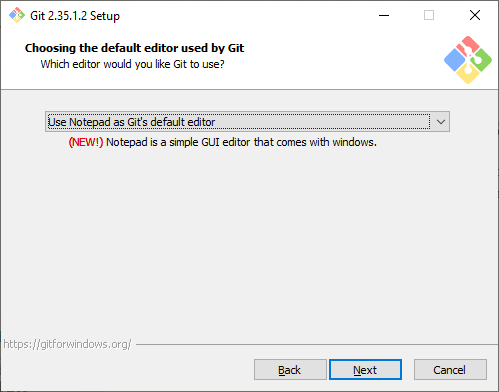 Git 2.35.1.2 Setup
Choosing the default editor used by Git
Which editor would you like Git to use?
Use Notepad as Git's default editor
(NEW!) Notepad is a simple GUI editor that comes with windows.
https://gitforwindows.org/
Back Next Cancel